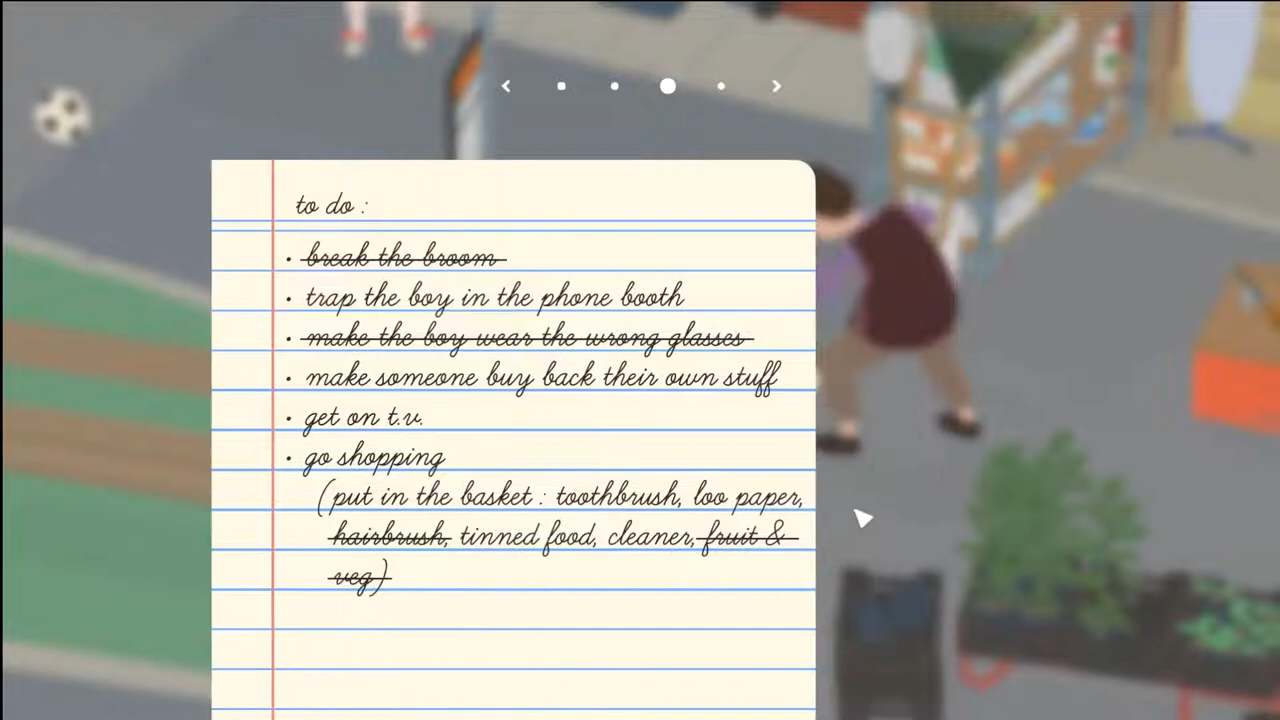 to do :
• break the broom
• trap the boy in the phone booth
• make the boy wear the wrong glasses
• make someone buy back their own stuff
• get on t.v.
• go shopping
(put in the basket : toothbrush, loo paper,
hairbrush, tinned food, cleaner, fruit &
veg)